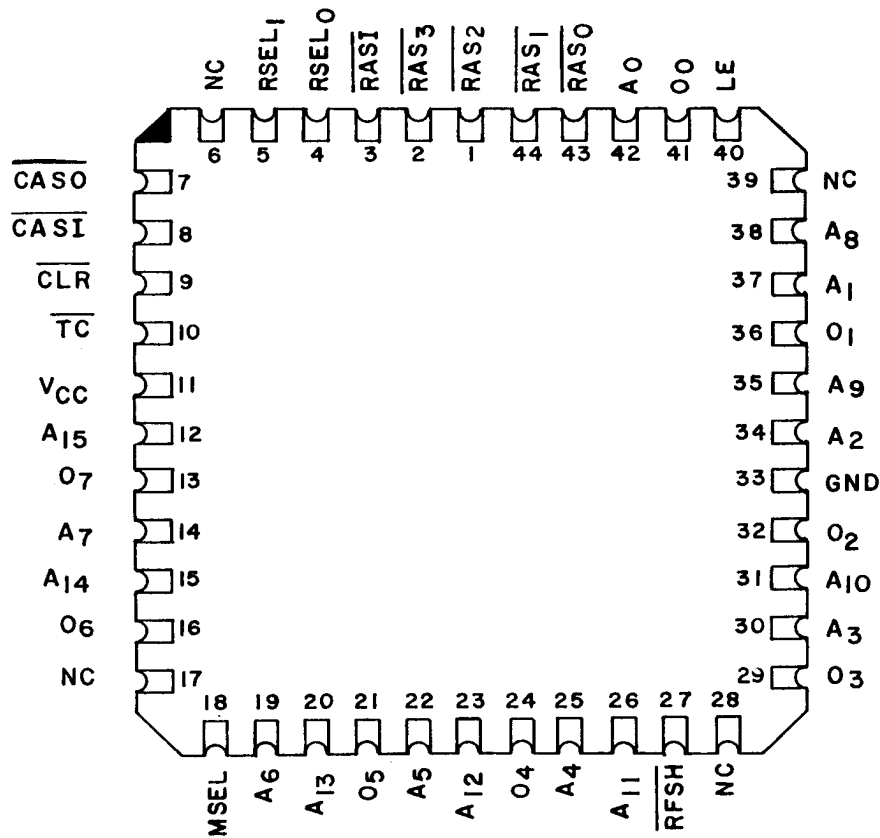 NC RSEL1 RSEL0 RASI RAS3 RAS2 RAS1 RAS0 A0 O0 LE
6 5 4 3 2 1 44 43 42 41 40
CASO 7 39 NC
CASI 8 38 A8
CLR 9 37 A1
TC 10 36 O1
VCC 11 35 A9
A15 12 34 A2
O7 13 33 GND
A7 14 32 O2
A14 15 31 A10
O6 16 30 A3
NC 17 29 O3
18 19 20 21 22 23 24 25 26 27 28
MSEL A6 A13 O5 A5 A12 O4 A4 A11 RFSH NC